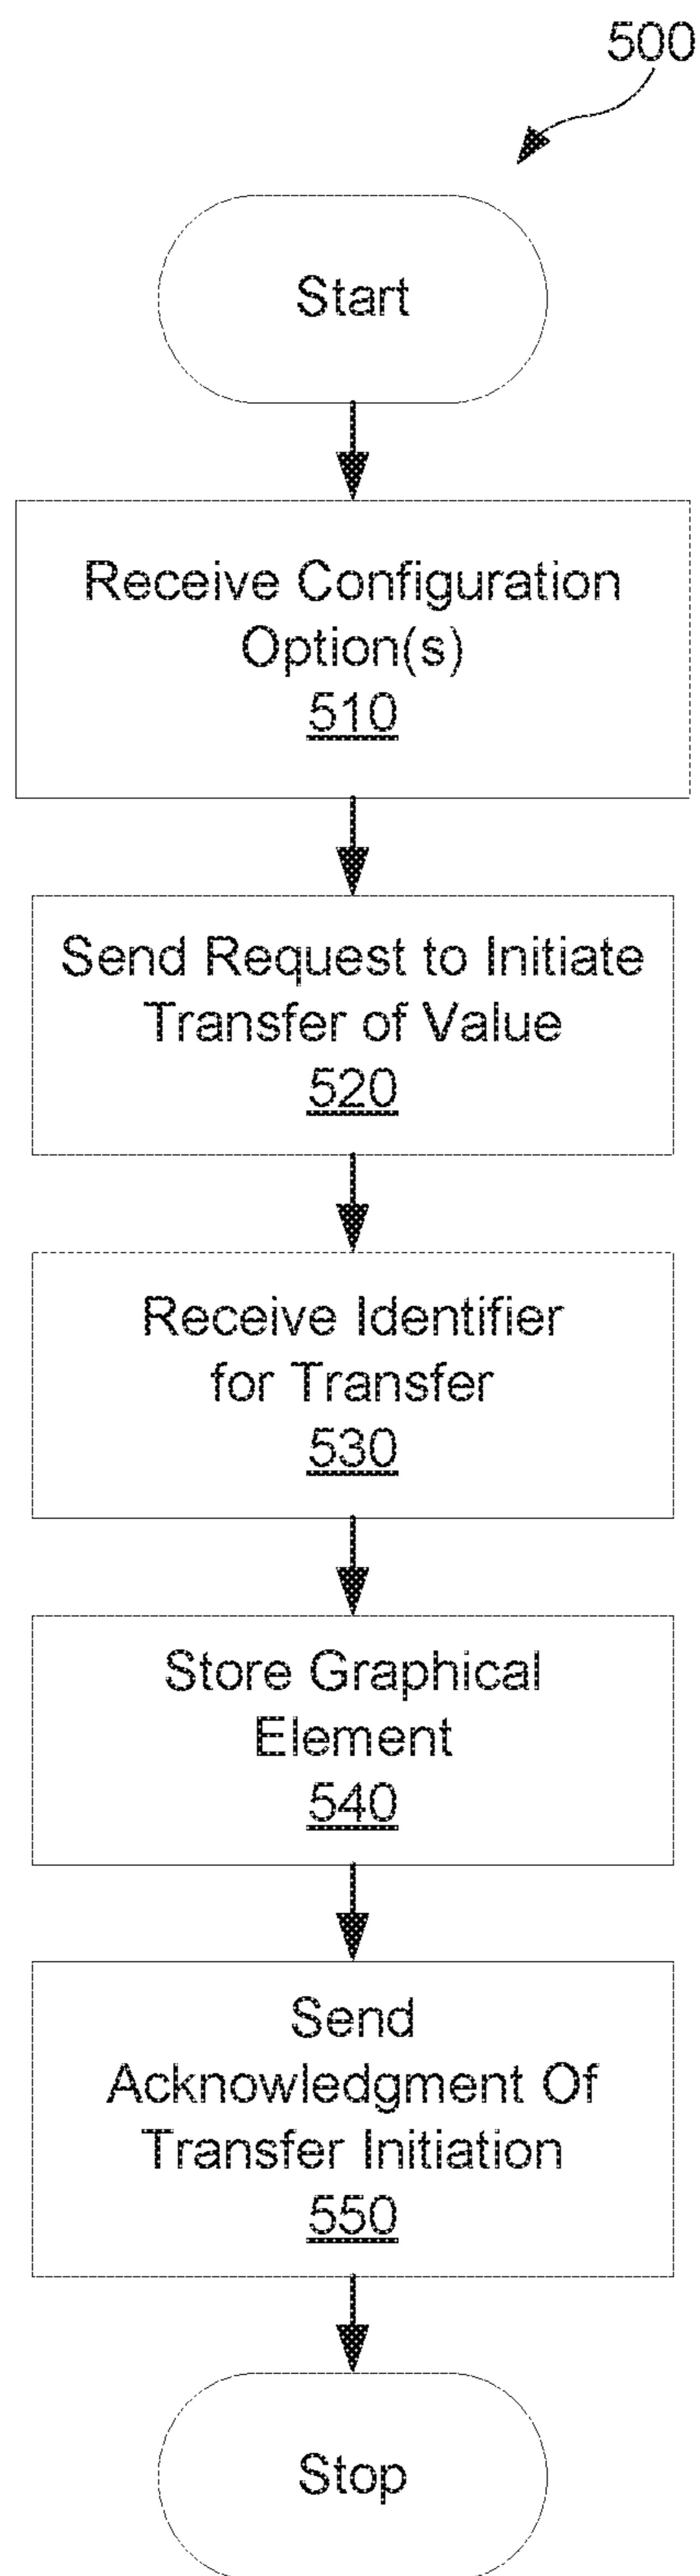 500
Start
Receive Configuration
Option(s)
510
Send Request to Initiate
Transfer of Value
520
Receive Identifier
for Transfer
530
Store Graphical
Element
540
Send
Acknowledgment Of
Transfer Initiation
550
Stop